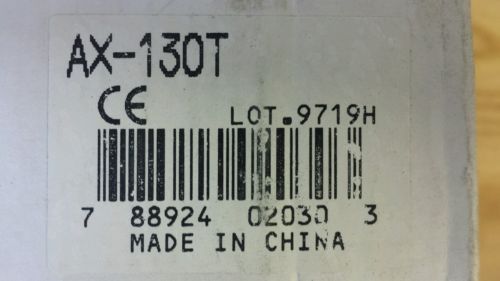 AX-130T
CE LOT.9719H
7 88924 02030 3
MADE IN CHINA